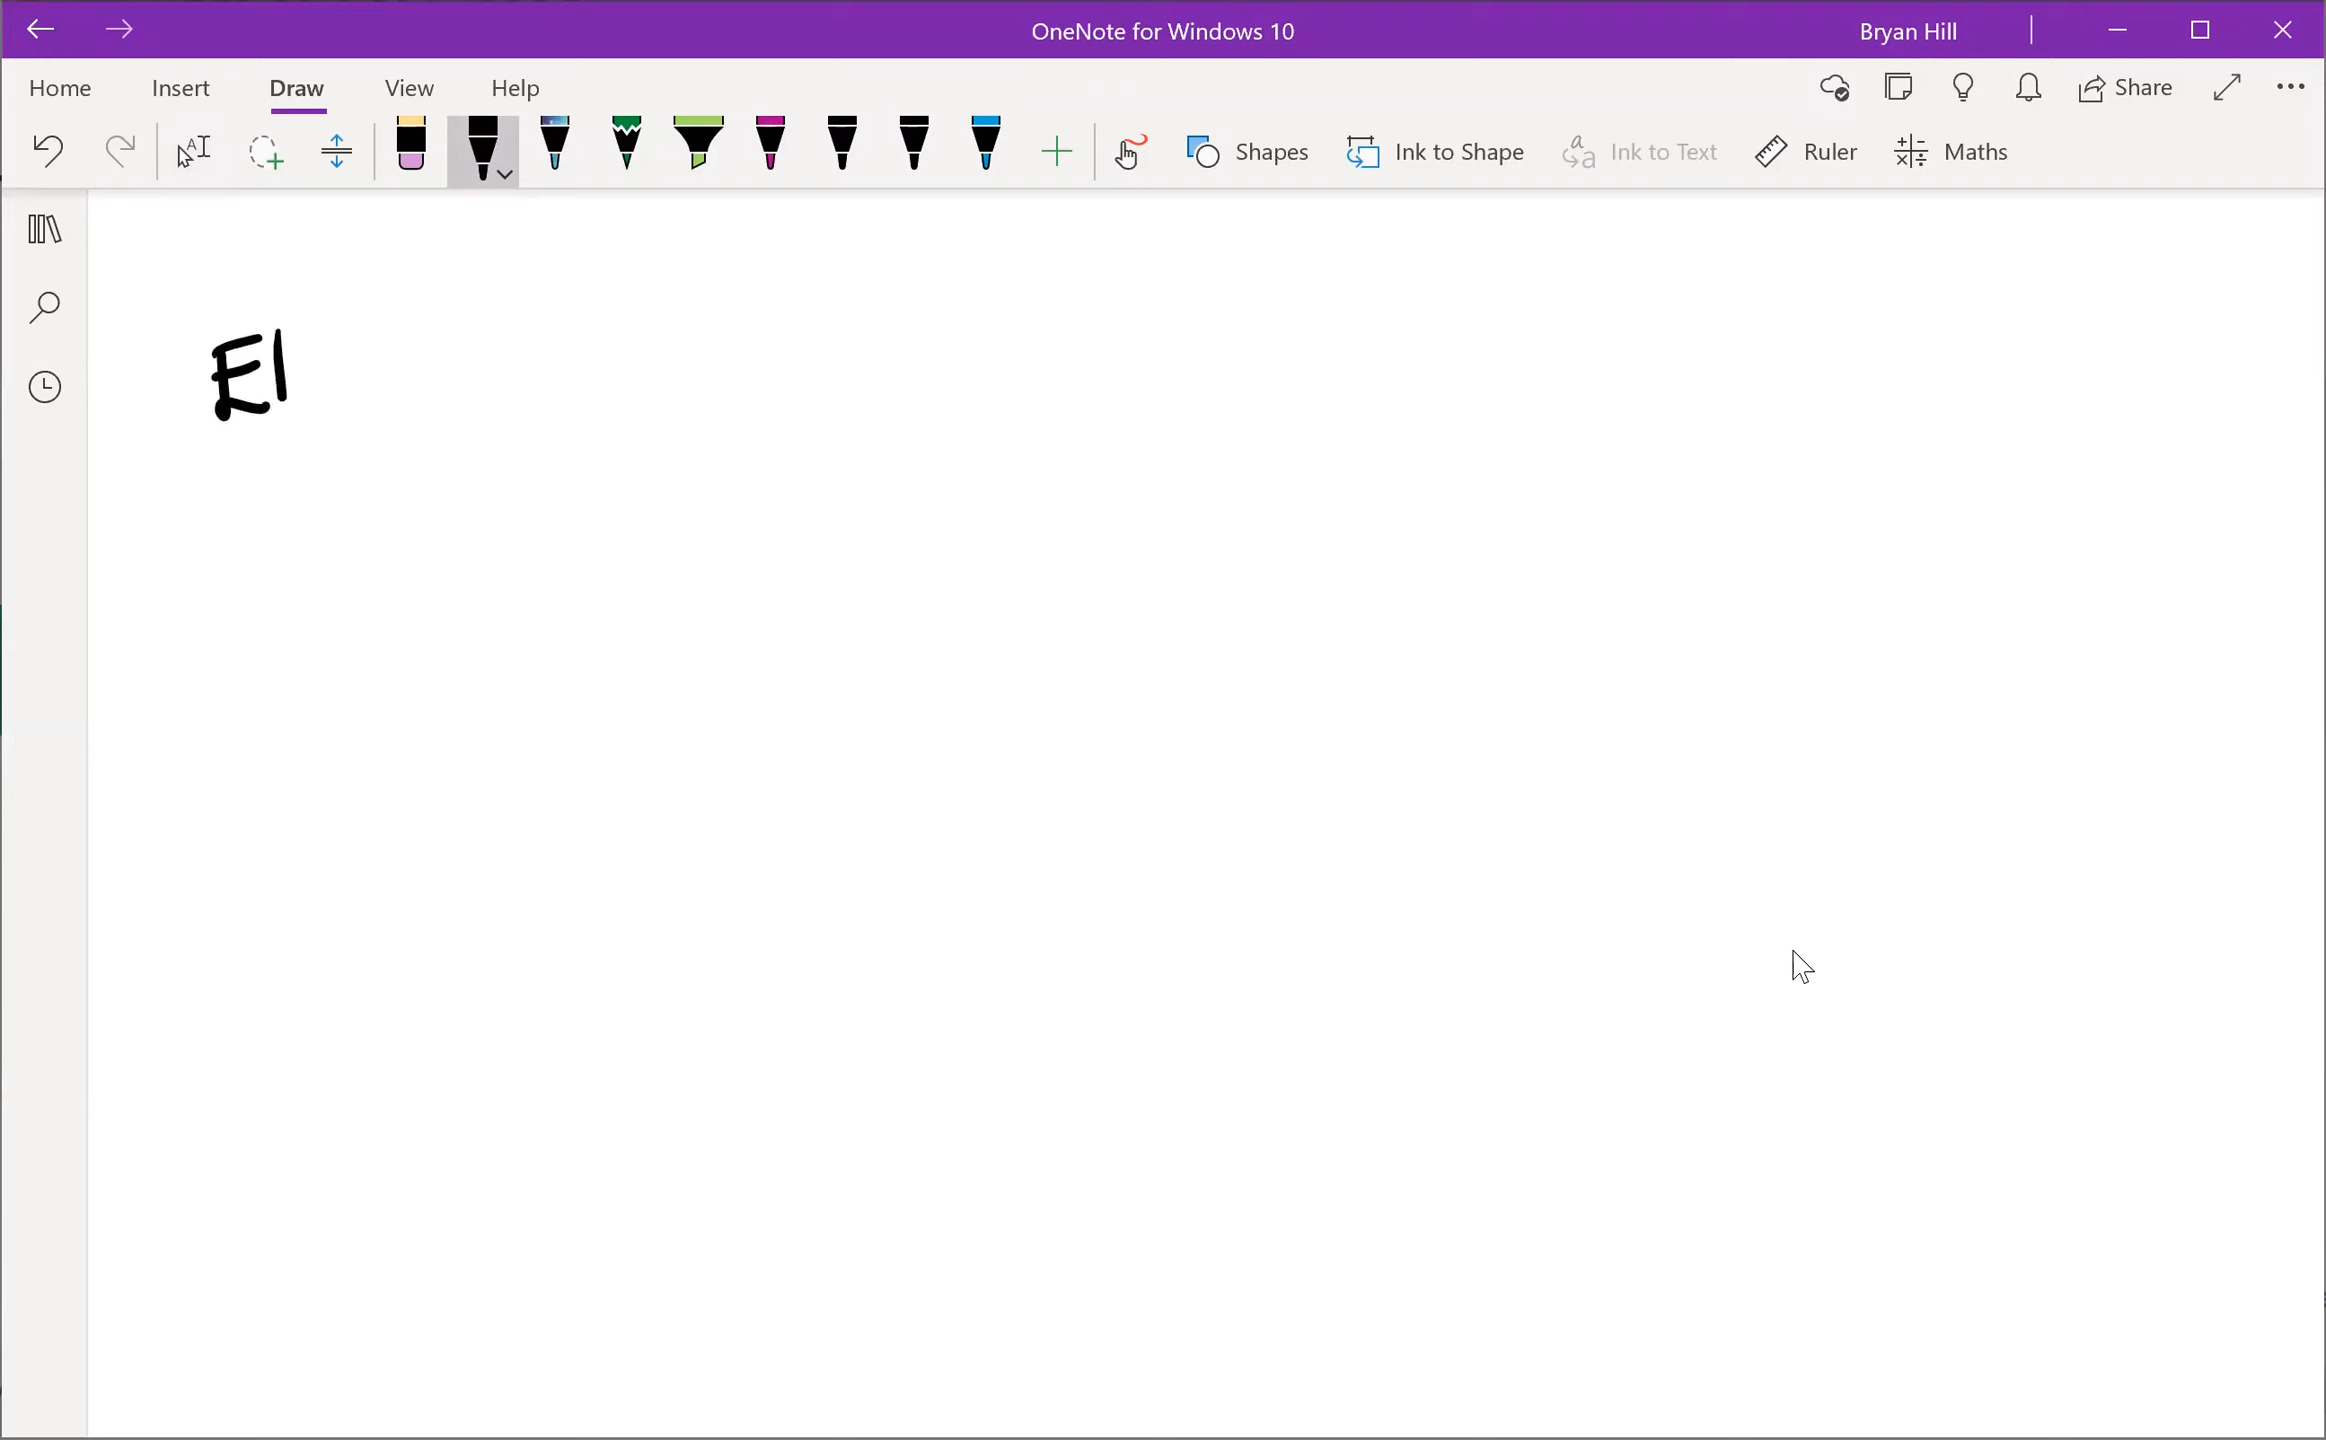 OneNote for Windows 10
Bryan Hill
Home Insert Draw View Help
Share
Shapes Ink to Shape Ink to Text Ruler Maths
El